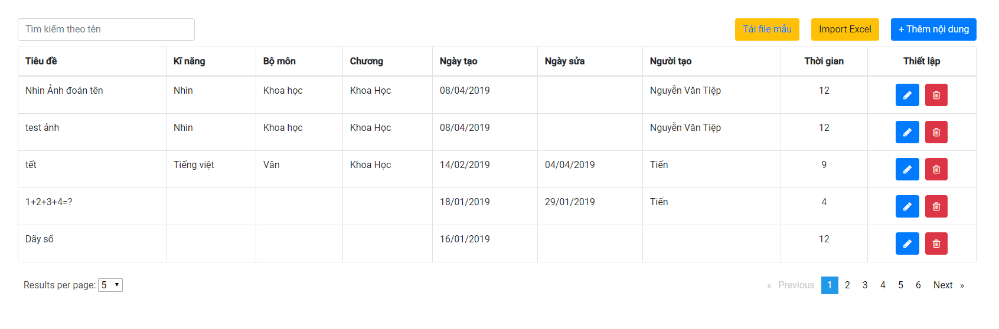 Tìm kiếm theo tên Tải file mẫu Import Excel + Thêm nội dung
Tiêu đề Kĩ năng Bộ môn Chương Ngày tạo Ngày sửa Người tạo Thời gian Thiết lập
Nhìn Ảnh đoán tên Nhìn Khoa học Khoa Học 08/04/2019 Nguyễn Văn Tiệp 12
test ảnh Nhìn Khoa học Khoa Học 08/04/2019 Nguyễn Văn Tiệp 12
tết Tiếng việt Văn Khoa Học 14/02/2019 04/04/2019 Tiến 9
1+2+3+4=? 18/01/2019 29/01/2019 Tiến 4
Dãy số 16/01/2019 12
Results per page: 5 « Previous 1 2 3 4 5 6 Next »